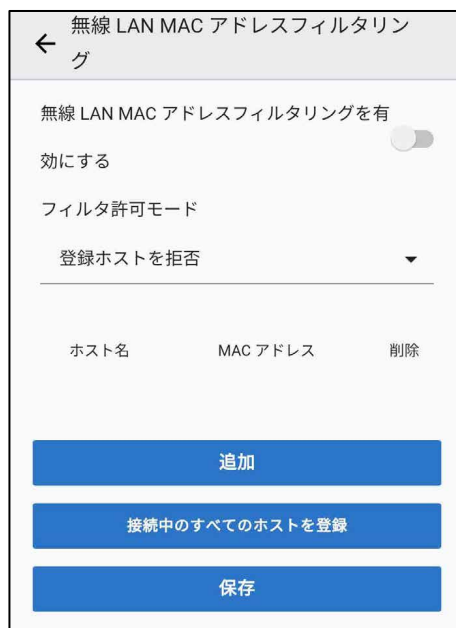 無線 LAN MAC アドレスフィルタリン
グ
無線 LAN MAC アドレスフィルタリングを有
効にする
フィルタ許可モード
登録ホストを拒否
ホスト名 MAC アドレス 削除
追加
接続中のすべてのホストを登録
保存